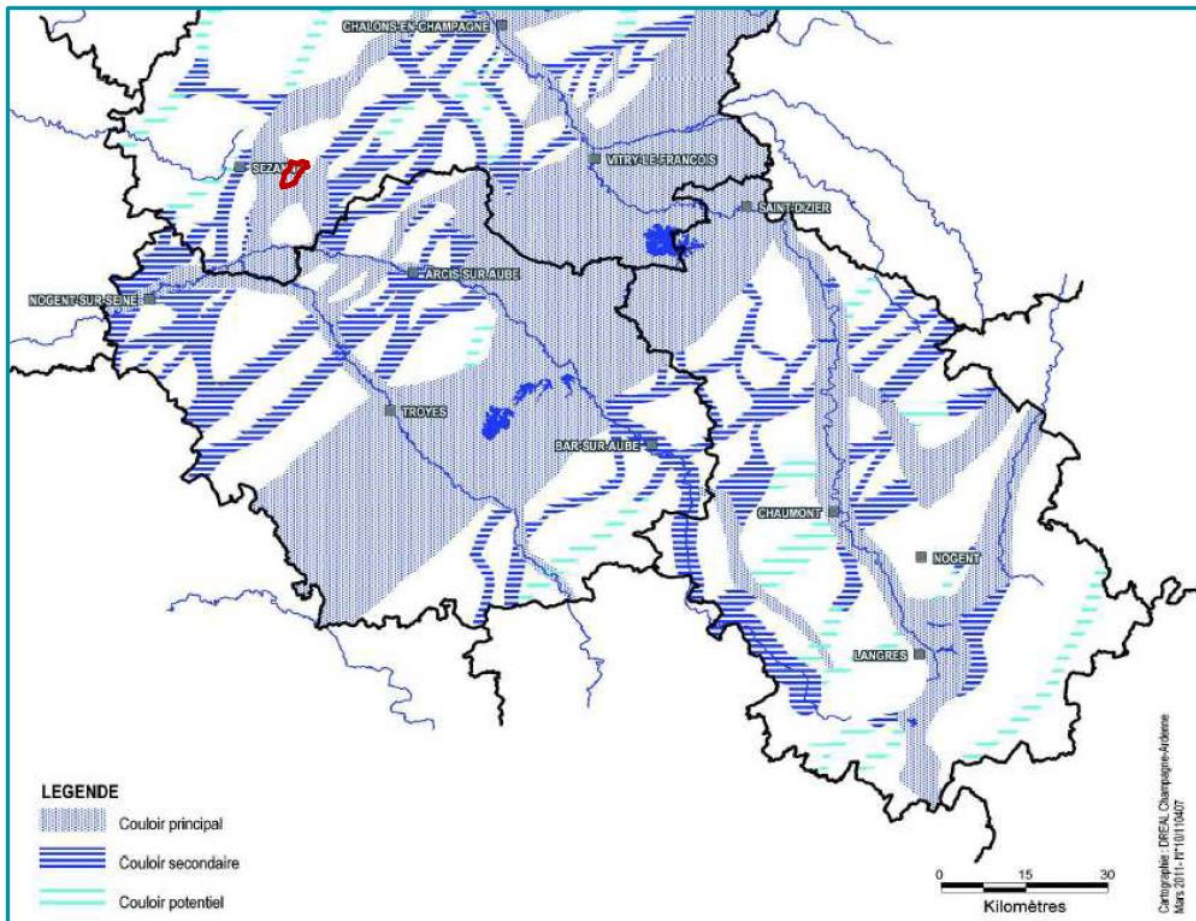 CHALONS-EN-CHAMPAGNE
VITRY-LE-FRANCOIS
SAINT-DIZIER
ARCIS-SUR-AUBE
NOGENT-SUR-SEINE
TROYES
BAR-SUR-AUBE
CHAUMONT
NOGENT
LANGRES
LEGENDE
Couloir principal
Couloir secondaire
Couloir potentiel
0 15 30
Kilomètres
Cartographie : DREAL Champagne-Ardenne